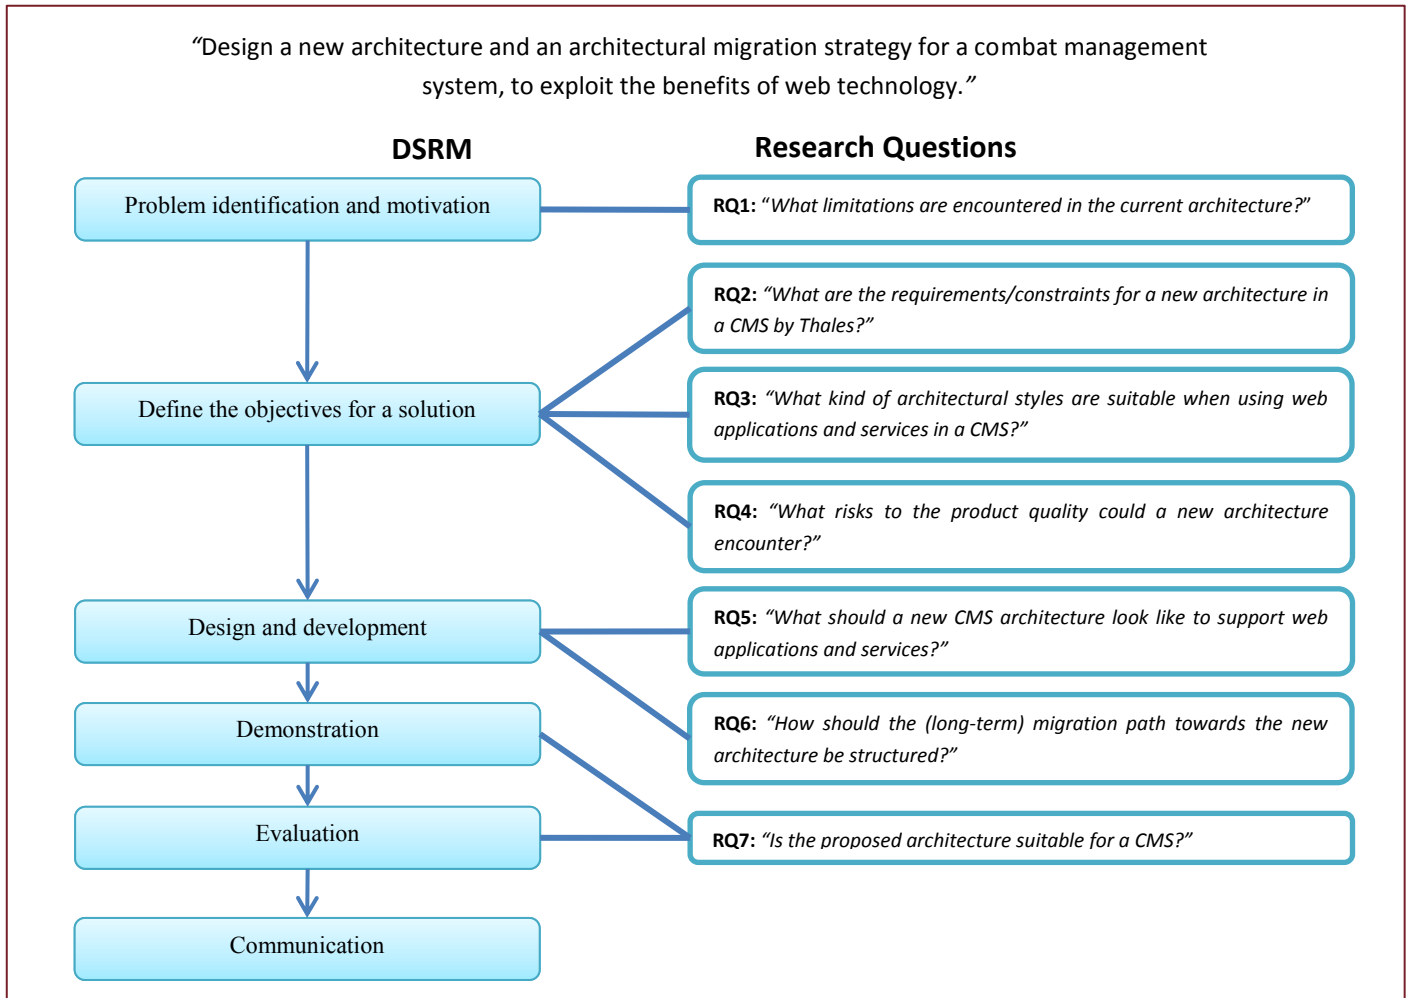 “Design a new architecture and an architectural migration strategy for a combat management
system, to exploit the benefits of web technology.”
DSRM
Research Questions
Problem identification and motivation
RQ1: “What limitations are encountered in the current architecture?”
RQ2: “What are the requirements/constraints for a new architecture in
a CMS by Thales?”
Define the objectives for a solution
RQ3: “What kind of architectural styles are suitable when using web
applications and services in a CMS?”
RQ4: “What risks to the product quality could a new architecture
encounter?”
Design and development
RQ5: “What should a new CMS architecture look like to support web
applications and services?”
Demonstration
RQ6: “How should the (long-term) migration path towards the new
architecture be structured?”
Evaluation
RQ7: “Is the proposed architecture suitable for a CMS?”
Communication